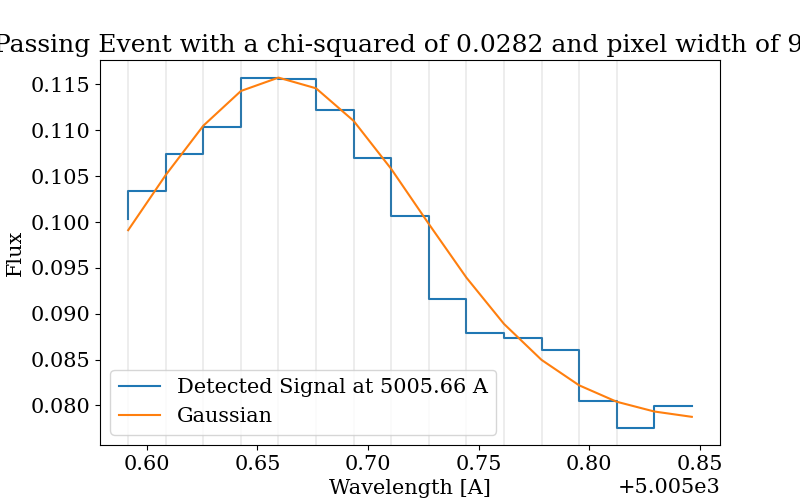 Passing Event with a chi-squared of 0.0282 and pixel width of 9
0.115
0.110
0.105
0.100
0.095
0.090
0.085
0.080
Flux
Detected Signal at 5005.66 A
Gaussian
0.60 0.65 0.70 0.75 0.80 0.85
+5.005e3
Wavelength [A]